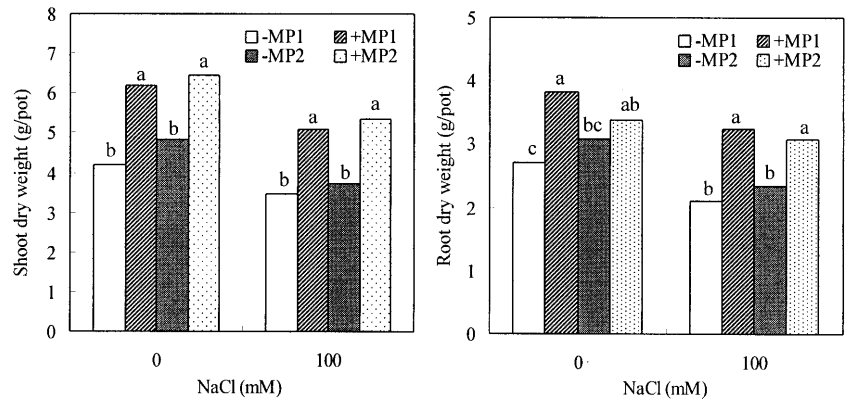 8
7
6
5
4
3
2
1
0
Shoot dry weight (g/pot)
-MP1 +MP1
-MP2 +MP2
b a b a
b a b a
0 100
NaCl (mM)
5
4
3
2
1
0
Root dry weight (g/pot)
-MP1 +MP1
-MP2 +MP2
c a bc ab
b a b a
0 100
NaCl (mM)